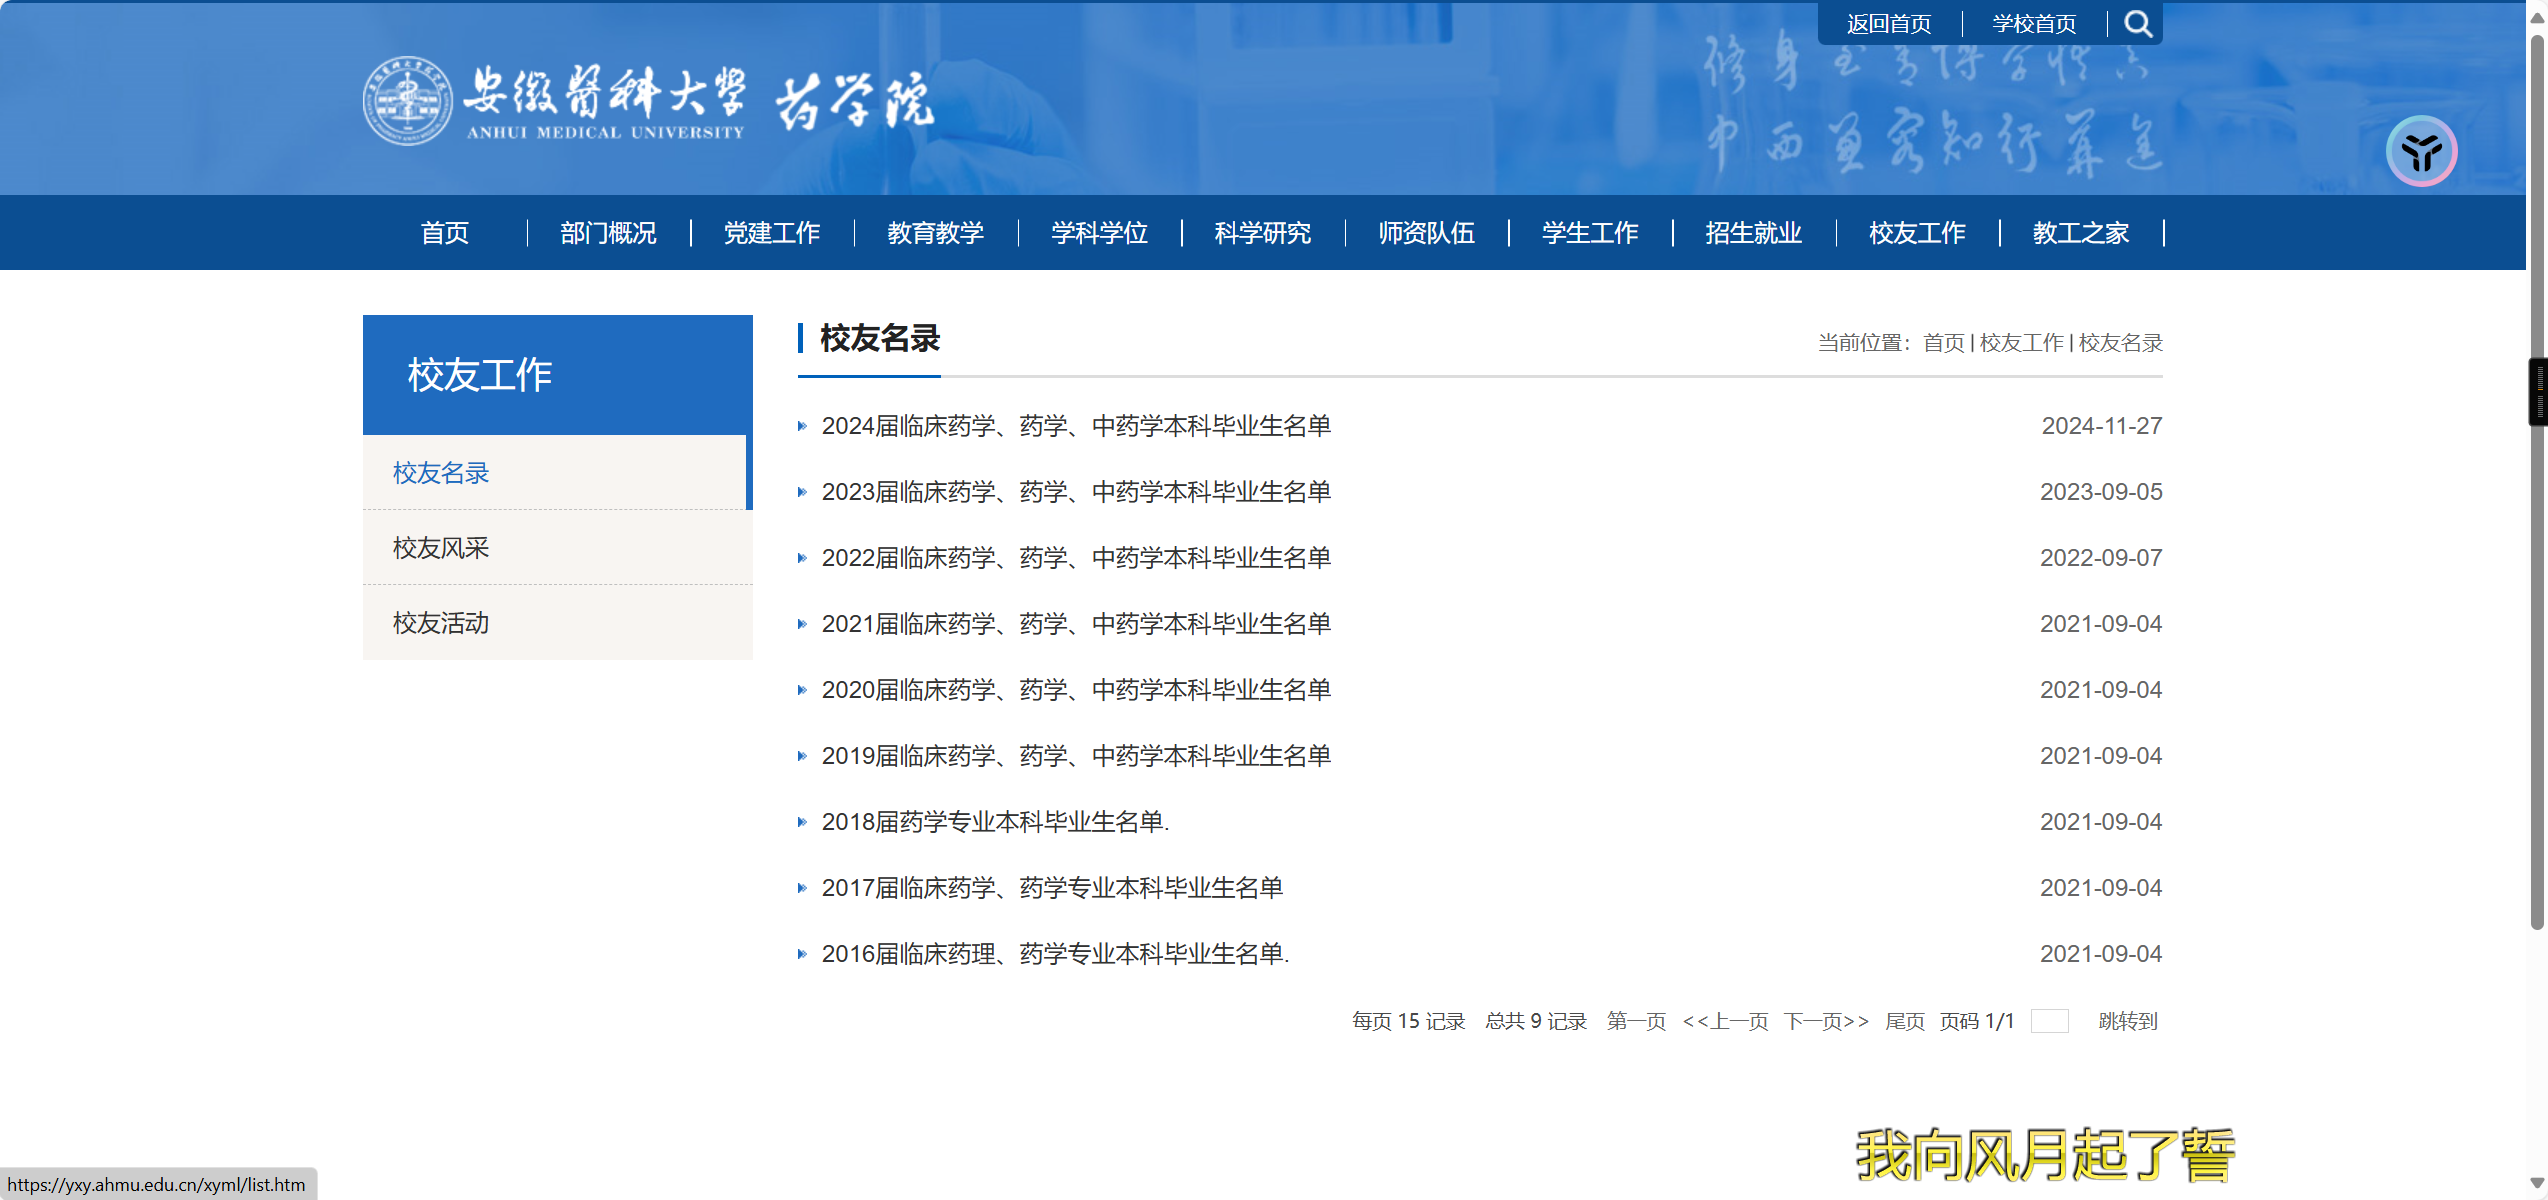 返回首页
学校首页
安徽醫科大學 药学院
ANHUI MEDICAL UNIVERSITY
首页
部门概况
党建工作
教育教学
学科学位
科学研究
师资队伍
学生工作
招生就业
校友工作
教工之家
校友工作
校友名录
校友风采
校友活动
校友名录
当前位置：首页 | 校友工作 | 校友名录
2024届临床药学、药学、中药学本科毕业生名单 2024-11-27
2023届临床药学、药学、中药学本科毕业生名单 2023-09-05
2022届临床药学、药学、中药学本科毕业生名单 2022-09-07
2021届临床药学、药学、中药学本科毕业生名单 2021-09-04
2020届临床药学、药学、中药学本科毕业生名单 2021-09-04
2019届临床药学、药学、中药学本科毕业生名单 2021-09-04
2018届药学专业本科毕业生名单. 2021-09-04
2017届临床药学、药学专业本科毕业生名单 2021-09-04
2016届临床药理、药学专业本科毕业生名单. 2021-09-04
每页 15 记录 总共 9 记录 第一页 <<上一页 下一页>> 尾页 页码 1/1 跳转到
我向风月起了誓
https://yxy.ahmu.edu.cn/xyml/list.htm